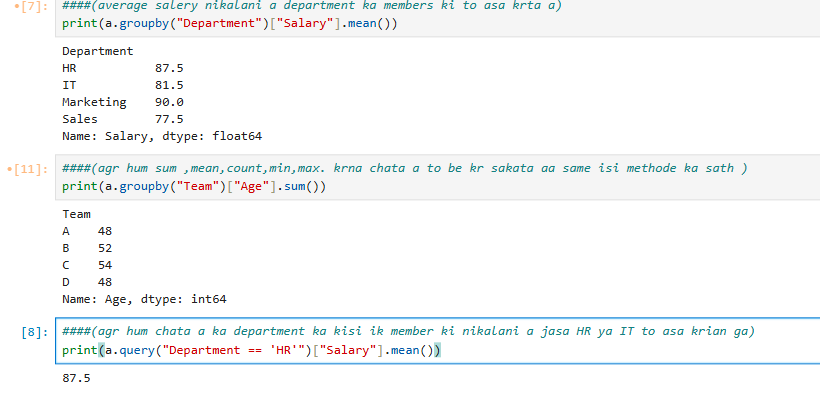 [7]: ####(average salery nikalani a department ka members ki to asa krta a)
print(a.groupby("Department")["Salary"].mean())
Department
HR           87.5
IT           81.5
Marketing    90.0
Sales        77.5
Name: Salary, dtype: float64
[11]: ####(agr hum sum ,mean,count,min,max. krna chata a to be kr sakata aa same isi methode ka sath )
print(a.groupby("Team")["Age"].sum())
Team
A    48
B    52
C    54
D    48
Name: Age, dtype: int64
[8]: ####(agr hum chata a ka department ka kisi ik member ki nikalani a jasa HR ya IT to asa krian ga)
print(a.query("Department == 'HR'")["Salary"].mean())
87.5